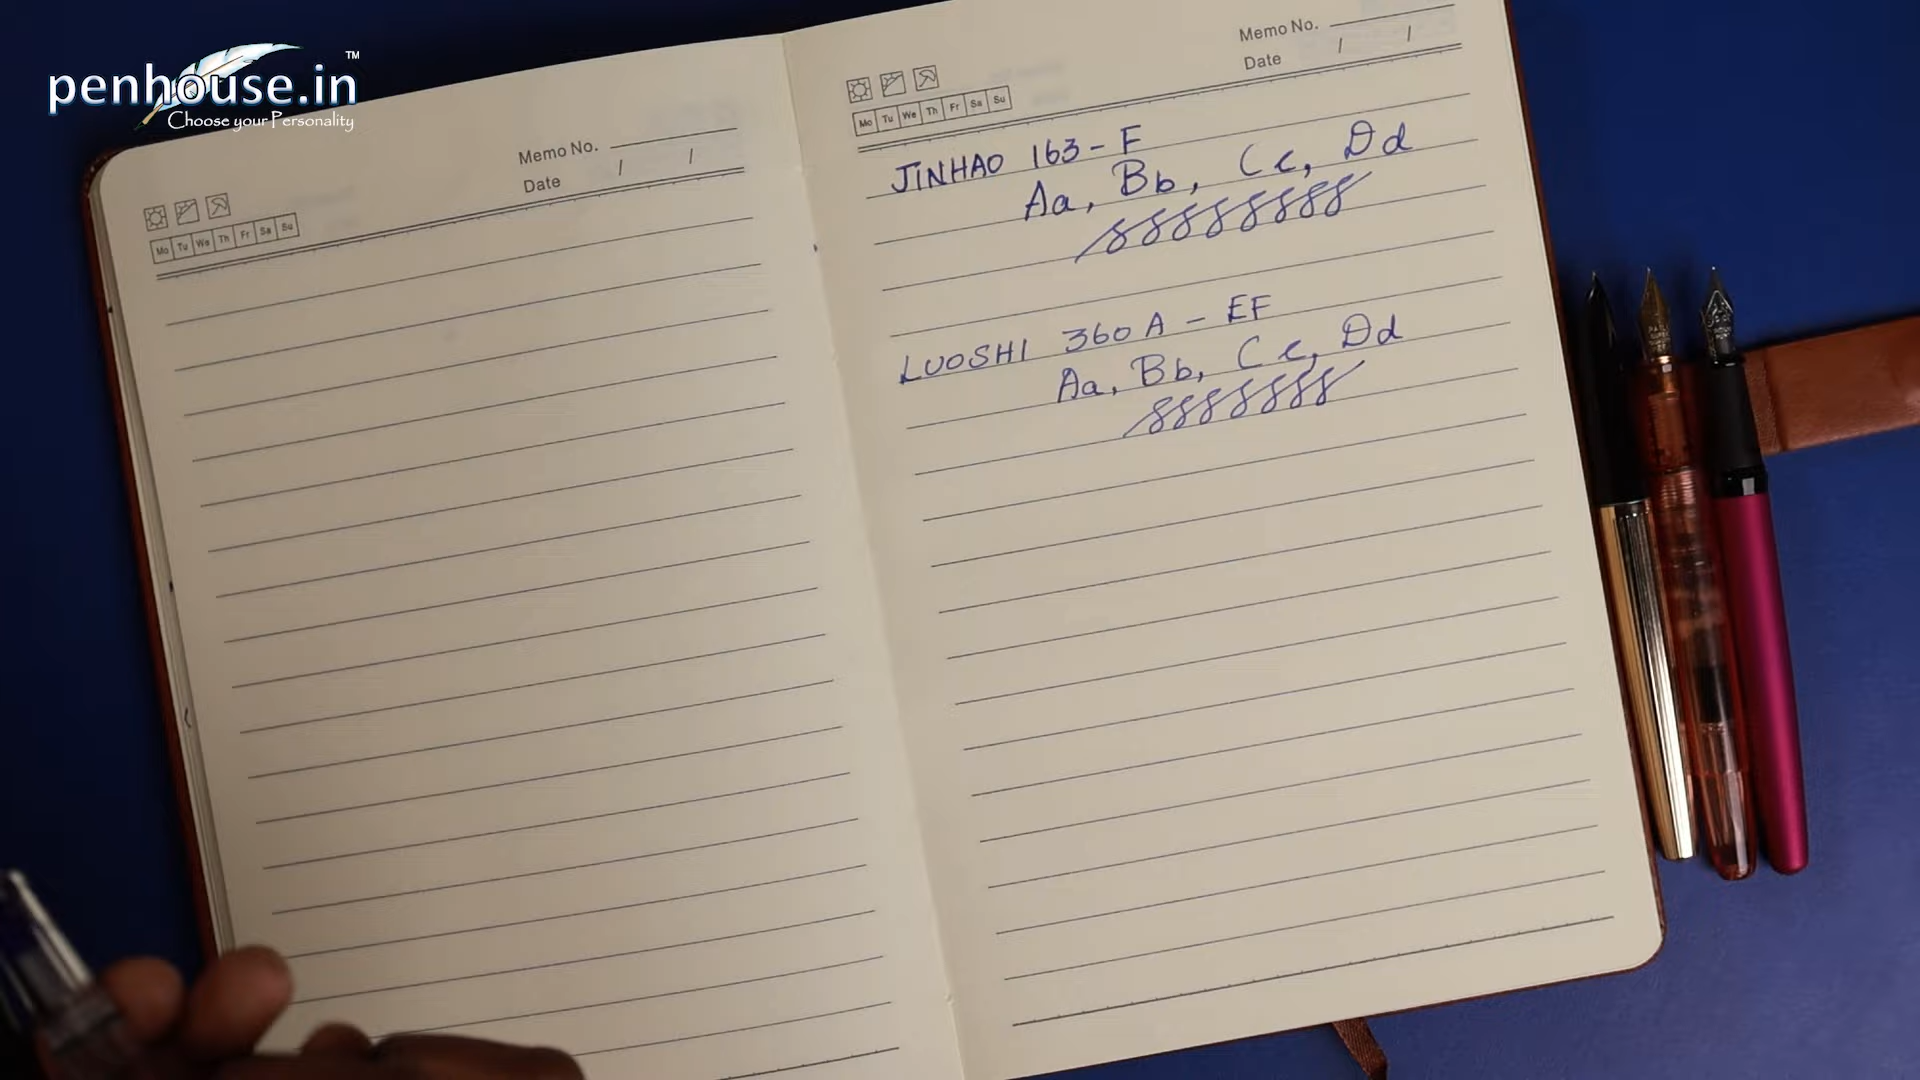 penhouse.in™
Choose your Personality
Memo No.
Date / /
Mo Tu We Th Fr Sa Su
Memo No.
Date / /
Mo Tu We Th Fr Sa Su
JINHAO 163 - F
Aa, Bb, Cc, Dd
88888888
LUOSHI 360 A - EF
Aa, Bb, Cc, Dd
8888888